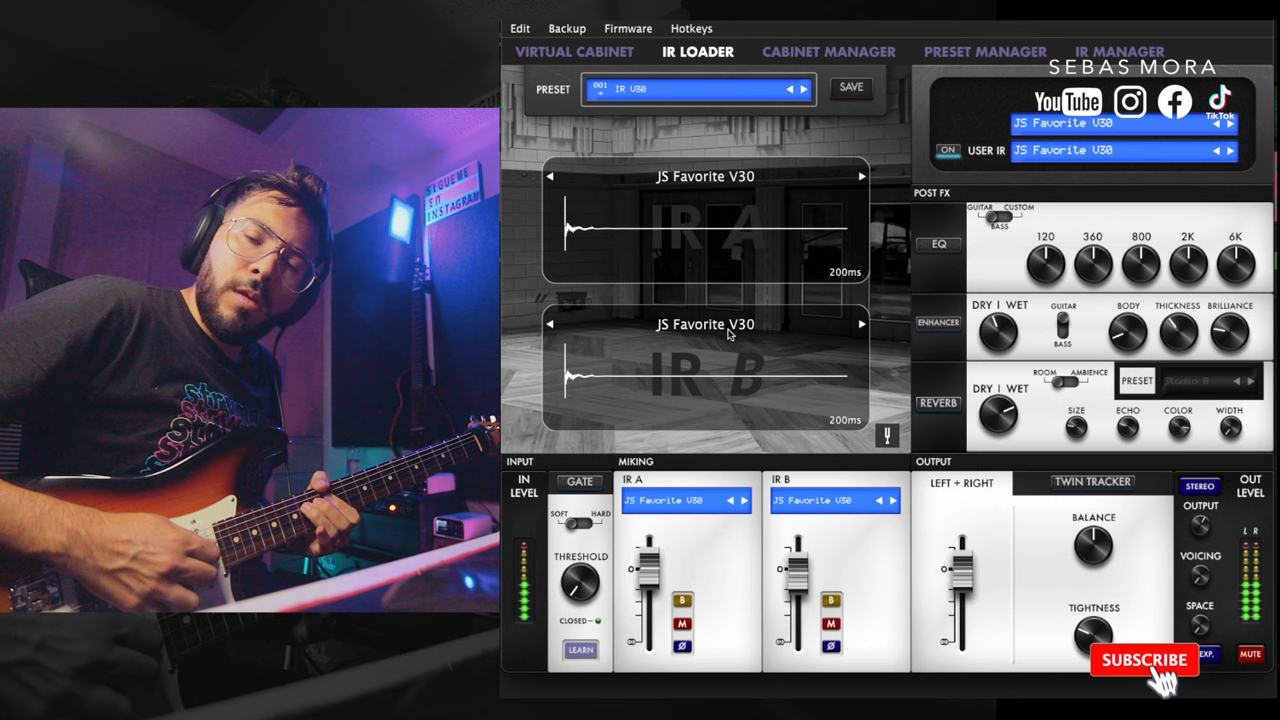 Edit Backup Firmware Hotkeys
VIRTUAL CABINET IR LOADER CABINET MANAGER PRESET MANAGER IR MANAGER
SEBAS MORA
YouTube
TikTok
PRESET 001 IR V30 SAVE
JS Favorite V30
ON USER IR JS Favorite V30
SIGUEME
EN
INSTAGRAM
JS Favorite V30
IR A
200ms
JS Favorite V30
IR B
200ms
POST FX
GUITAR CUSTOM
BASS
EQ
120 360 800 2K 6K
ENHANCER
DRY | WET
GUITAR
BASS
BODY THICKNESS BRILLIANCE
REVERB
DRY | WET
ROOM AMBIENCE
PRESET Studio B
SIZE ECHO COLOR WIDTH
INPUT MIKING OUTPUT
IN
LEVEL
GATE
SOFT HARD
THRESHOLD
CLOSED
LEARN
IR A
JS Favorite V30
B
M
Ø
IR B
JS Favorite V30
B
M
Ø
LEFT + RIGHT TWIN TRACKER
BALANCE
TIGHTNESS
STEREO
OUT
LEVEL
OUTPUT
L R
VOICING
SPACE
EXP. MUTE
SUBSCRIBE